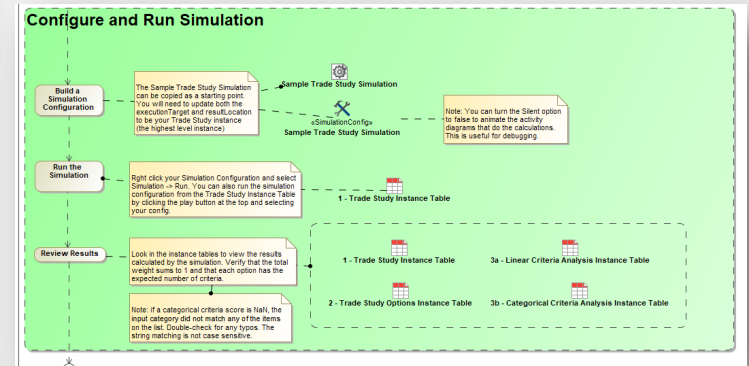 Configure and Run Simulation
Build a
Simulation
Configuration
The Sample Trade Study Simulation
can be copied as a starting point.
You will need to update both the
executionTarget and resultLocation
to be your Trade Study instance
(the highest level instance)
Sample Trade Study Simulation
«SimulationConfig»
Sample Trade Study Simulation
Note: You can turn the Silent option
to false to animate the activity
diagrams that do the calculations.
This is useful for debugging.
Run the
Simulation
Right click your Simulation Configuration and select
Simulation -> Run. You can also run the simulation
configuration from the Trade Study Instance Table
by clicking the play button at the top and selecting
your config.
1 - Trade Study Instance Table
Review Results
Look in the instance tables to view the results
calculated by the simulation. Verify that the total
weight sums to 1 and that each option has the
expected number of criteria.
1 - Trade Study Instance Table
3a - Linear Criteria Analysis Instance Table
2 - Trade Study Options Instance Table
3b - Categorical Criteria Analysis Instance Table
Note: if a categorical criteria score is NaN, the
input category did not match any of the items
on the list. Double-check for any typos. The
string matching is not case sensitive.